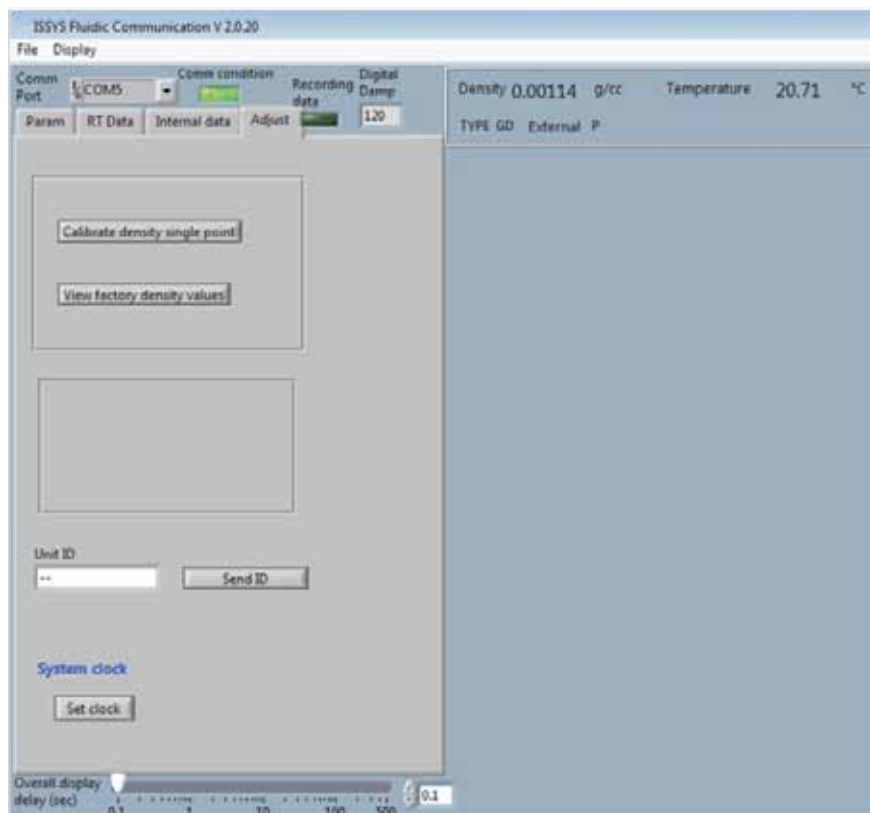 ISSYS Fluidic Communication V 2.0.20
File Display
Comm Port
COM5
Comm condition
Recording data
Digital Damp
120
Density 0.00114 g/cc Temperature 20.71 °C
TYPE GD External P
Param RT Data Internal data Adjust
Calibrate density single point
View factory density values
Unit ID
--
Send ID
System clock
Set clock
Overall display
delay (sec)
0.1 1 10 100 500
0.1